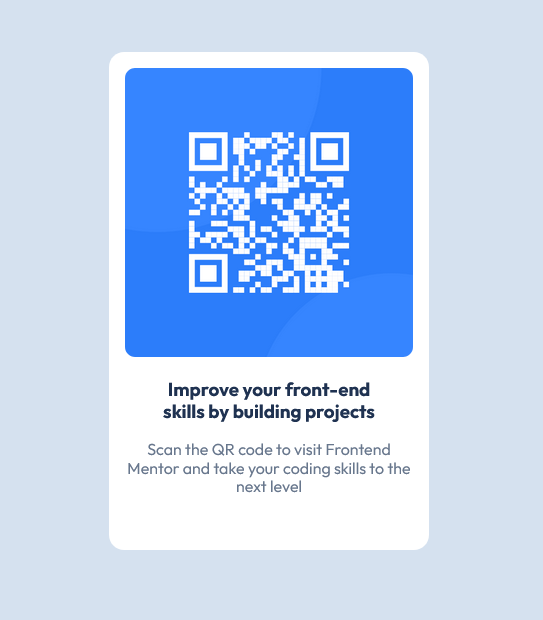 Improve your front-end
skills by building projects
Scan the QR code to visit Frontend
Mentor and take your coding skills to the
next level